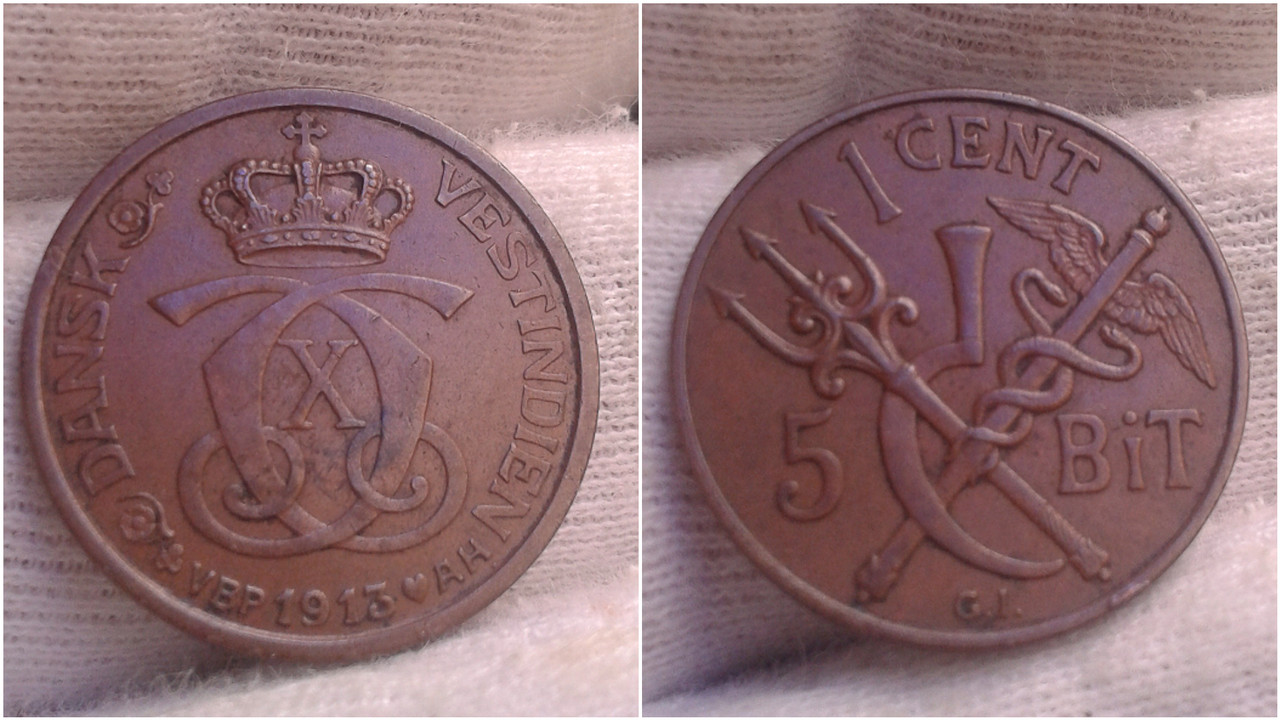 DANSK
VESTINDIEN
X
VBP 1913 ♥ AH
1 CENT
5 BiT
G.I.